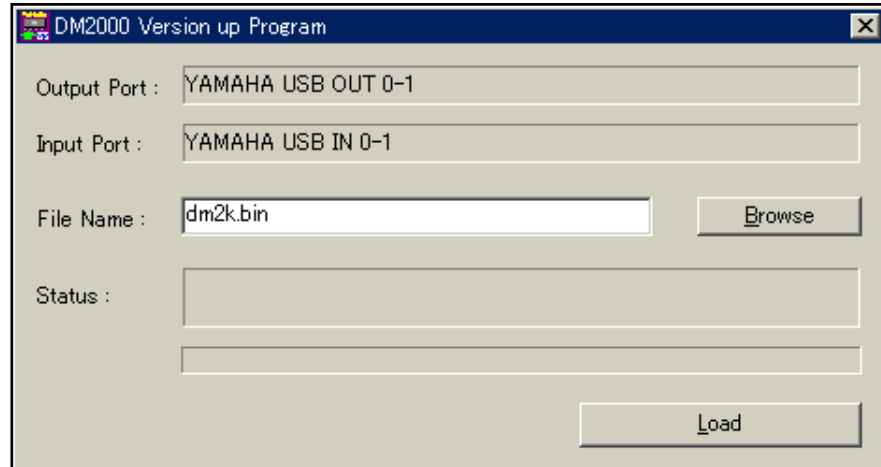 DM2000 Version up Program
Output Port : YAMAHA USB OUT 0-1
Input Port : YAMAHA USB IN 0-1
File Name : dm2k.bin Browse
Status :
Load